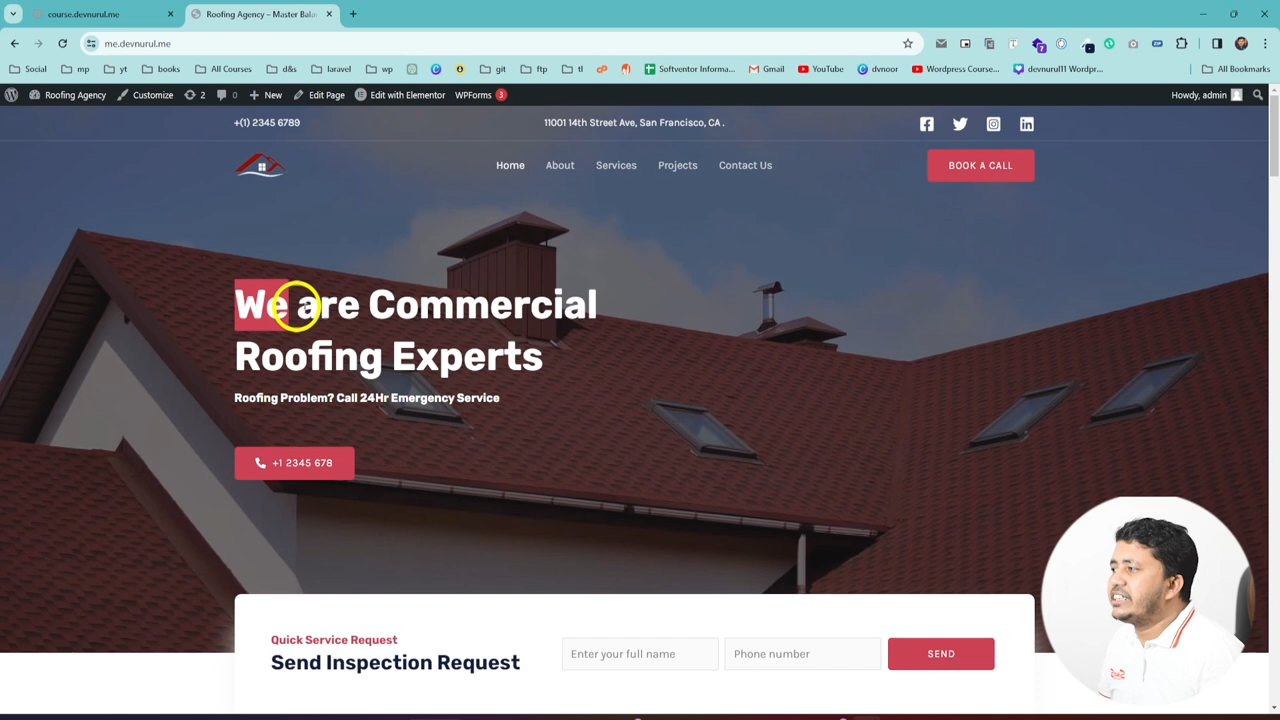 course.devnurul.me
Roofing Agency – Master Bala
me.devnurul.me
Social mp yt books All Courses d&s laravel wp git ftp tl Softventor Informa... Gmail YouTube dvnoor Wordpress Course... devnurul11 Wordpr... All Bookmarks
Roofing Agency Customize 2 0 New Edit Page Edit with Elementor WPForms 3 Howdy, admin
+(1) 2345 6789 11001 14th Street Ave, San Francisco, CA .
Home About Services Projects Contact Us BOOK A CALL
We are Commercial
Roofing Experts
Roofing Problem? Call 24Hr Emergency Service
+1 2345 678
Quick Service Request
Send Inspection Request
Enter your full name Phone number SEND